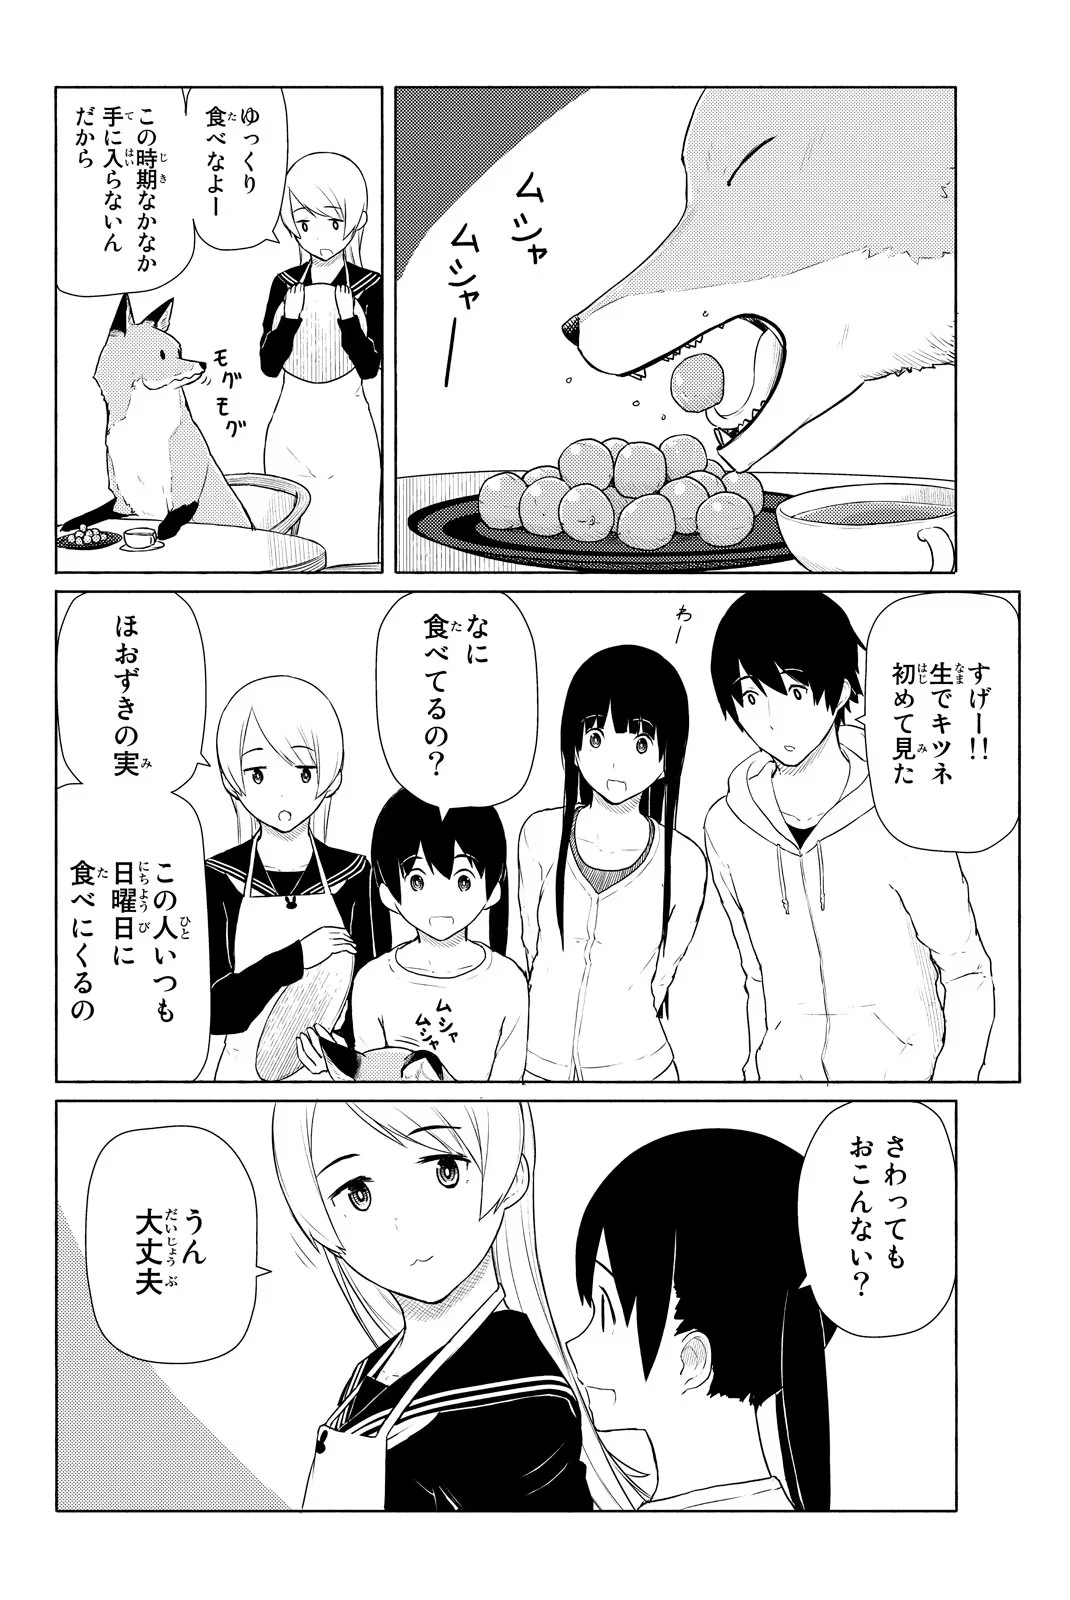 ムシャ
ムシャー
ゆっくり
食べなよー
この時期なかなか
手に入らないん
だから
モグ
モグ
すげー!!
生でキツネ
初めて見た
わー
なに
食べてるの?
ムシャ
ムシャ
ほおずきの実
この人いつも
日曜日に
食べにくるの
さわっても
おこんない?
うん
大丈夫